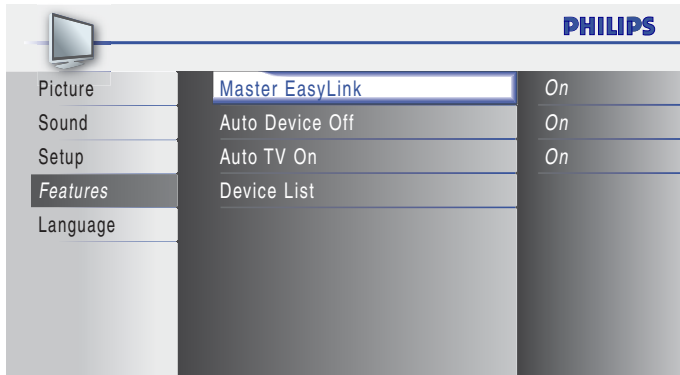 PHILIPS
Picture Master EasyLink On
Sound Auto Device Off On
Setup Auto TV On On
Features Device List
Language